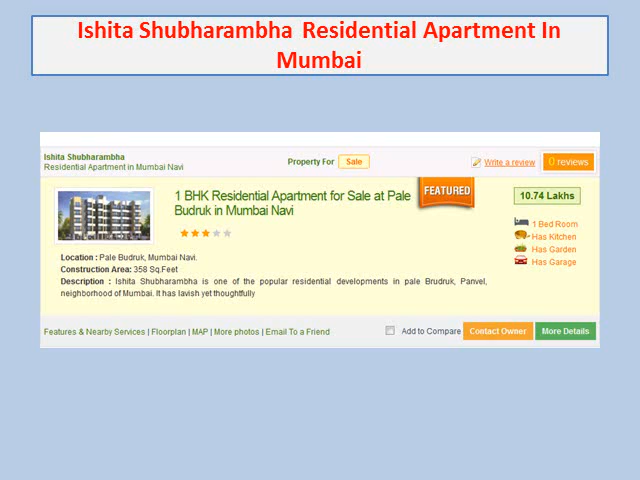 Ishita Shubharambha Residential Apartment In
Mumbai
Ishita Shubharambha
Residential Apartment in Mumbai Navi
Property For Sale
Write a review
0 reviews
1 BHK Residential Apartment for Sale at Pale
Budruk in Mumbai Navi
FEATURED
10.74 Lakhs
1 Bed Room
Has Kitchen
Has Garden
Has Garage
Location : Pale Budruk, Mumbai Navi.
Construction Area: 358 Sq.Feet
Description : Ishita Shubharambha is one of the popular residential developments in pale Brudruk, Panvel,
neighborhood of Mumbai. It has lavish yet thoughtfully
Features & Nearby Services | Floorplan | MAP | More photos | Email To a Friend
Add to Compare
Contact Owner
More Details